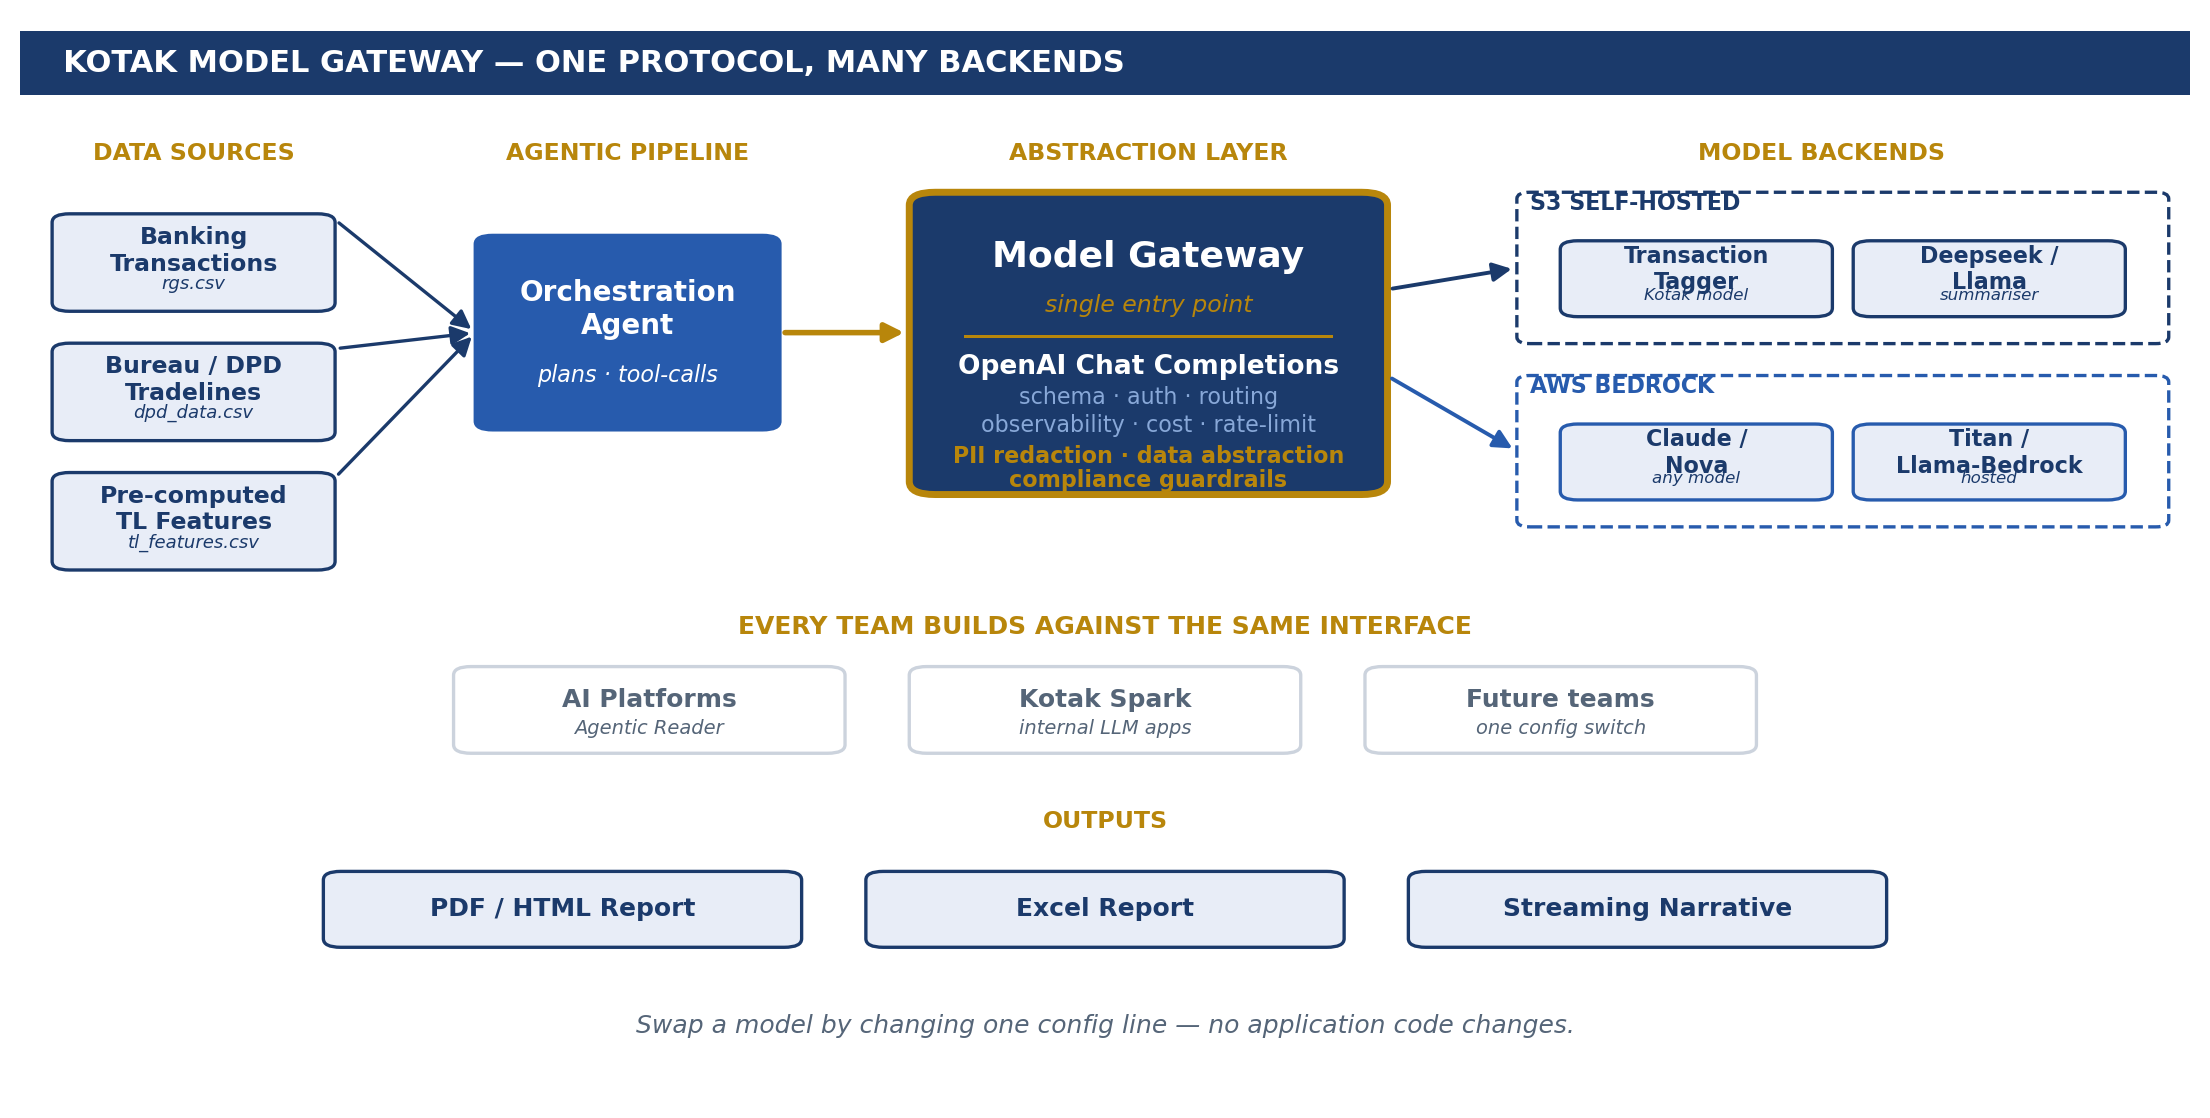 KOTAK MODEL GATEWAY — ONE PROTOCOL, MANY BACKENDS
DATA SOURCES
Banking
Transactions
rgs.csv
Bureau / DPD
Tradelines
dpd_data.csv
Pre-computed
TL Features
tl_features.csv
AGENTIC PIPELINE
Orchestration
Agent
plans · tool-calls
ABSTRACTION LAYER
Model Gateway
single entry point
OpenAI Chat Completions
schema · auth · routing
observability · cost · rate-limit
PII redaction · data abstraction
compliance guardrails
MODEL BACKENDS
S3 SELF-HOSTED
Transaction
Tagger
Kotak model
Deepseek /
Llama
summariser
AWS BEDROCK
Claude /
Nova
any model
Titan /
Llama-Bedrock
hosted
EVERY TEAM BUILDS AGAINST THE SAME INTERFACE
AI Platforms
Agentic Reader
Kotak Spark
internal LLM apps
Future teams
one config switch
OUTPUTS
PDF / HTML Report
Excel Report
Streaming Narrative
Swap a model by changing one config line — no application code changes.